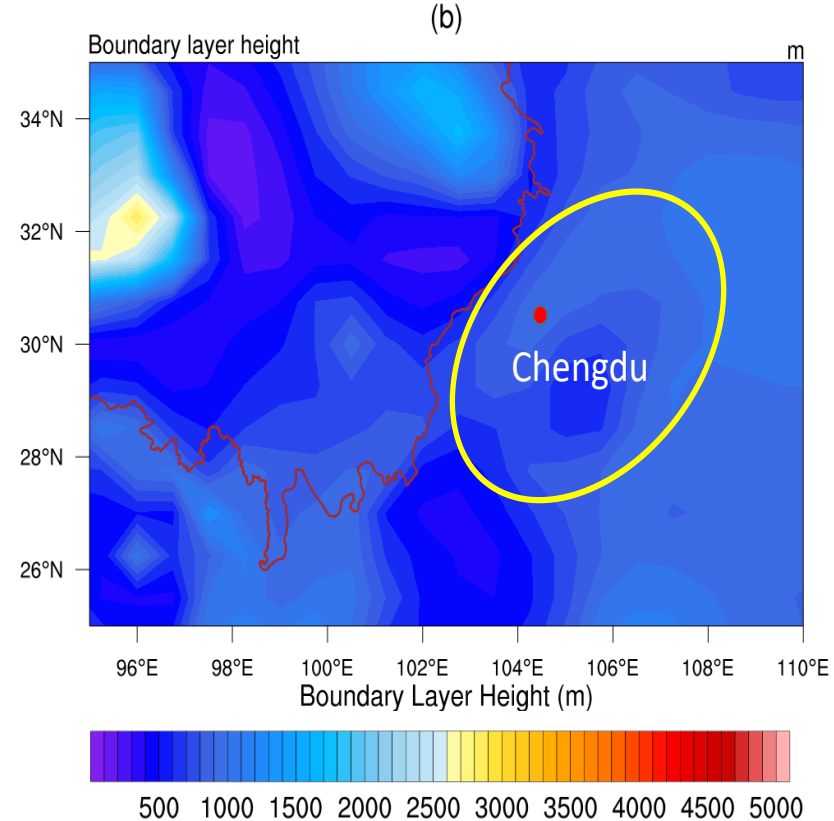 (b)
Boundary layer height m
34°N
32°N
30°N
28°N
26°N
Chengdu
96°E 98°E 100°E 102°E 104°E 106°E 108°E 110°E
Boundary Layer Height (m)
500 1000 1500 2000 2500 3000 3500 4000 4500 5000